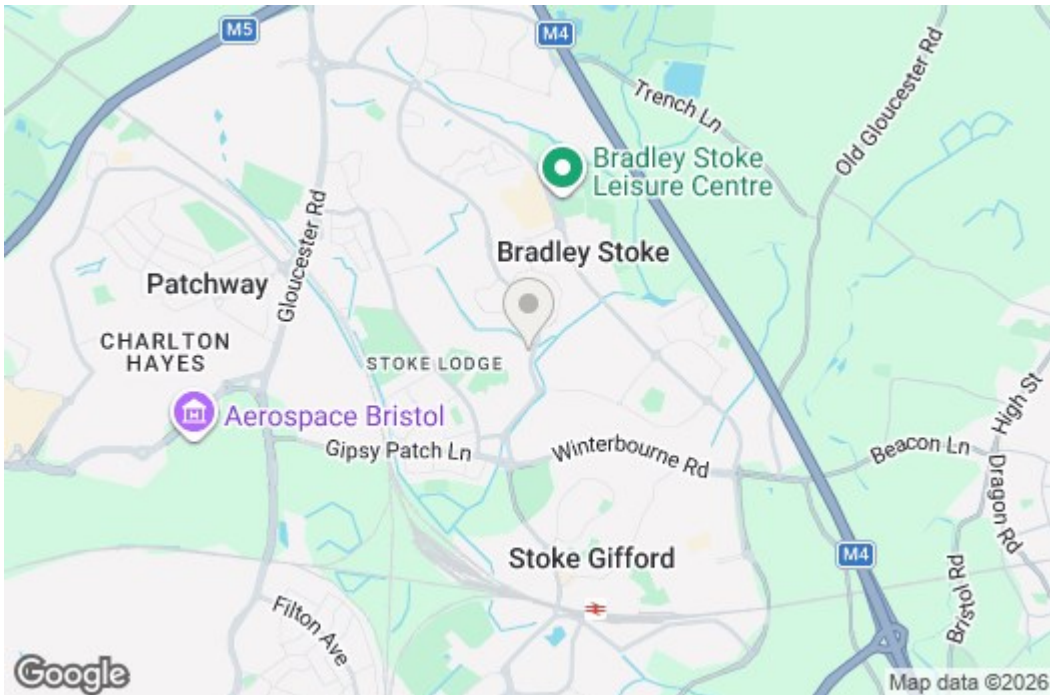 M5
M4
Trench Ln
Old Gloucester Rd
Bradley Stoke
Leisure Centre
Gloucester Rd
Bradley Stoke
Patchway
CHARLTON
HAYES
STOKE LODGE
Aerospace Bristol
High St
Gipsy Patch Ln
Winterbourne Rd
Beacon Ln
Dragon Rd
Stoke Gifford
M4
Bristol Rd
Filton Ave
Google
Map data ©2026